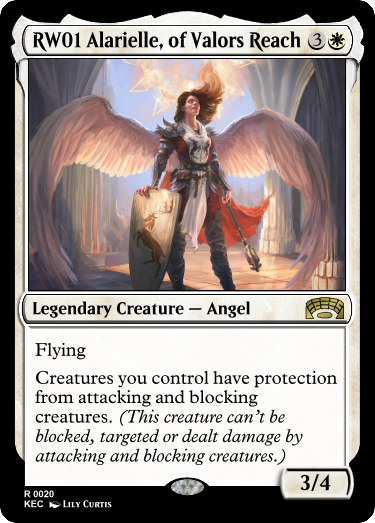 RW01 Alarielle, of Valors Reach 3
Legendary Creature — Angel
Flying
Creatures you control have protection
from attacking and blocking
creatures. (This creature can't be
blocked, targeted or dealt damage by
attacking and blocking creatures.)
3/4
R 0020
KEC LILY CURTIS